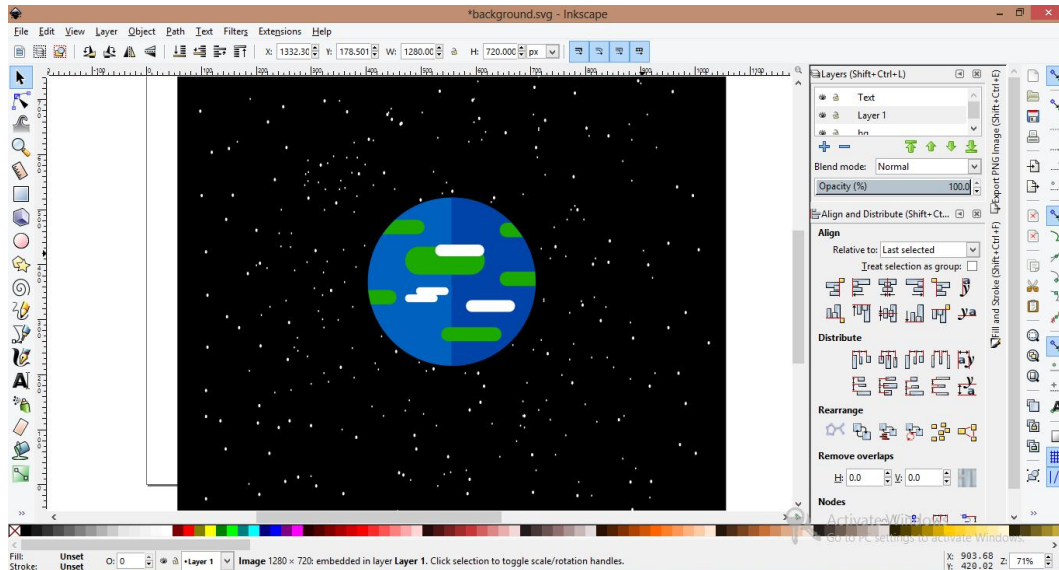 *background.svg - Inkscape
File Edit View Layer Object Path Text Filters Extensions Help
X: 1332.30 Y: 178.501 W: 1280.00 H: 720.000 px
Layers (Shift+Ctrl+L)
Text
Layer 1
bg
Blend mode: Normal
Opacity (%) 100.0
Align and Distribute (Shift+Ct...
Align
Relative to: Last selected
Treat selection as group:
Distribute
Rearrange
Remove overlaps
H: 0.0 V: 0.0
Nodes
Export PNG Image (Shift+Ctrl+E)
Fill and Stroke (Shift+Ctrl+F)
Activate Windows
Go to PC settings to activate Windows.
Fill: Unset
Stroke: Unset
O: 0
•Layer 1
Image 1280 × 720: embedded in layer Layer 1. Click selection to toggle scale/rotation handles.
X: 903.68
Y: 420.02
Z: 71%